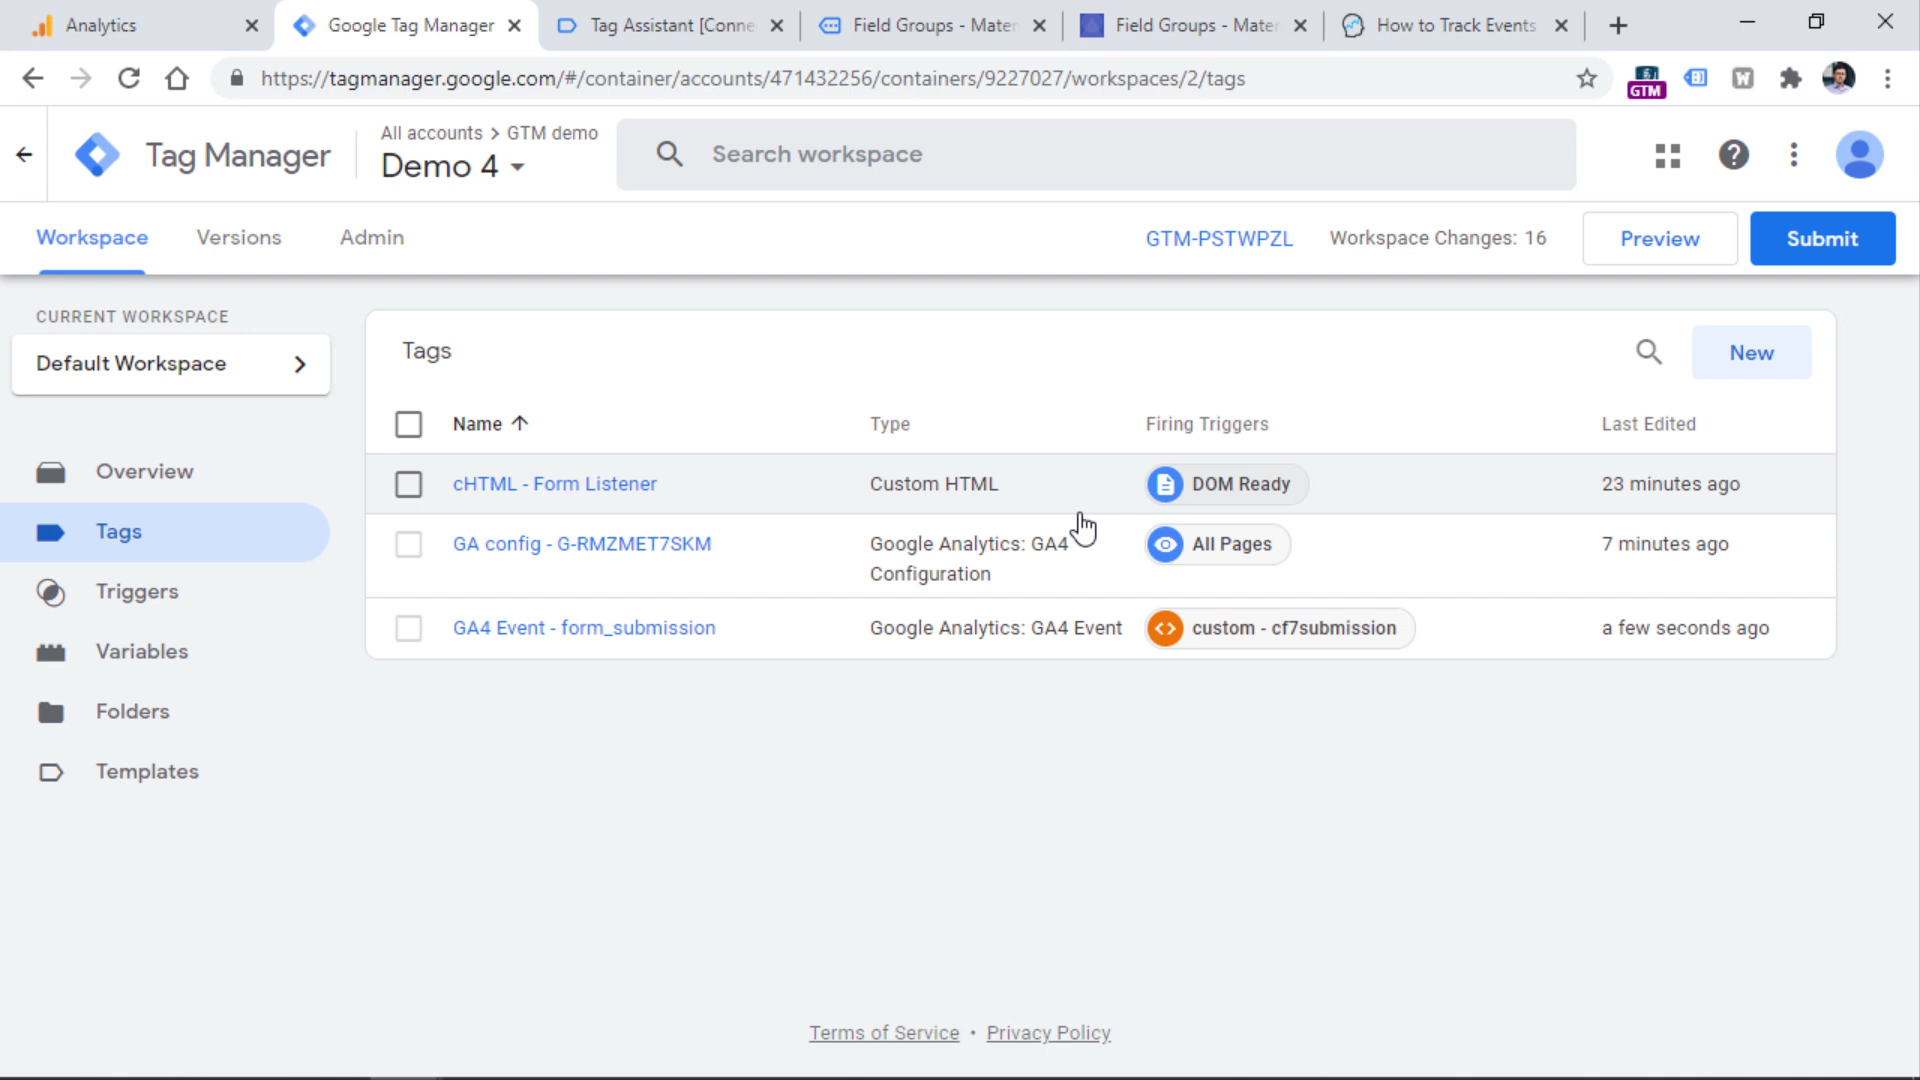 Analytics
Google Tag Manager
Tag Assistant [Conne
Field Groups - Mater
Field Groups - Mater
How to Track Events
https://tagmanager.google.com/#/container/accounts/471432256/containers/9227027/workspaces/2/tags
GTM
W
Tag Manager
All accounts > GTM demo
Demo 4
Search workspace
Workspace
Versions
Admin
GTM-PSTWPZL
Workspace Changes: 16
Preview
Submit
CURRENT WORKSPACE
Default Workspace
Overview
Tags
Triggers
Variables
Folders
Templates
Tags
New
Name
Type
Firing Triggers
Last Edited
cHTML - Form Listener
Custom HTML
DOM Ready
23 minutes ago
GA config - G-RMZMET7SKM
Google Analytics: GA4
Configuration
All Pages
7 minutes ago
GA4 Event - form_submission
Google Analytics: GA4 Event
custom - cf7submission
a few seconds ago
Terms of Service • Privacy Policy